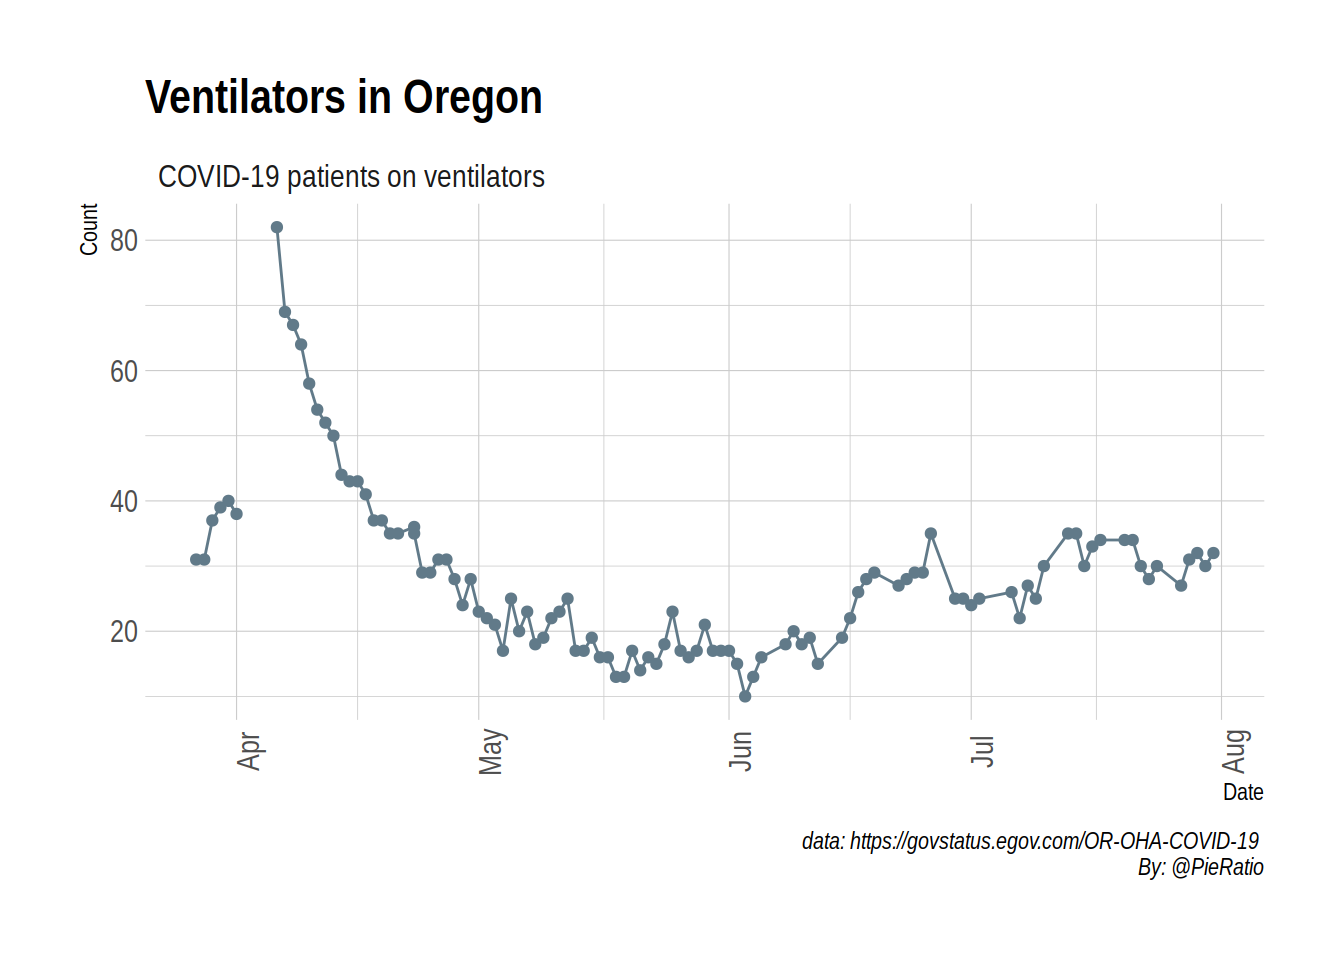 Ventilators in Oregon
COVID-19 patients on ventilators
Count
80
60
40
20
Apr
May
Jun
Jul
Aug
Date
data: https://govstatus.egov.com/OR-OHA-COVID-19
By: @PieRatio